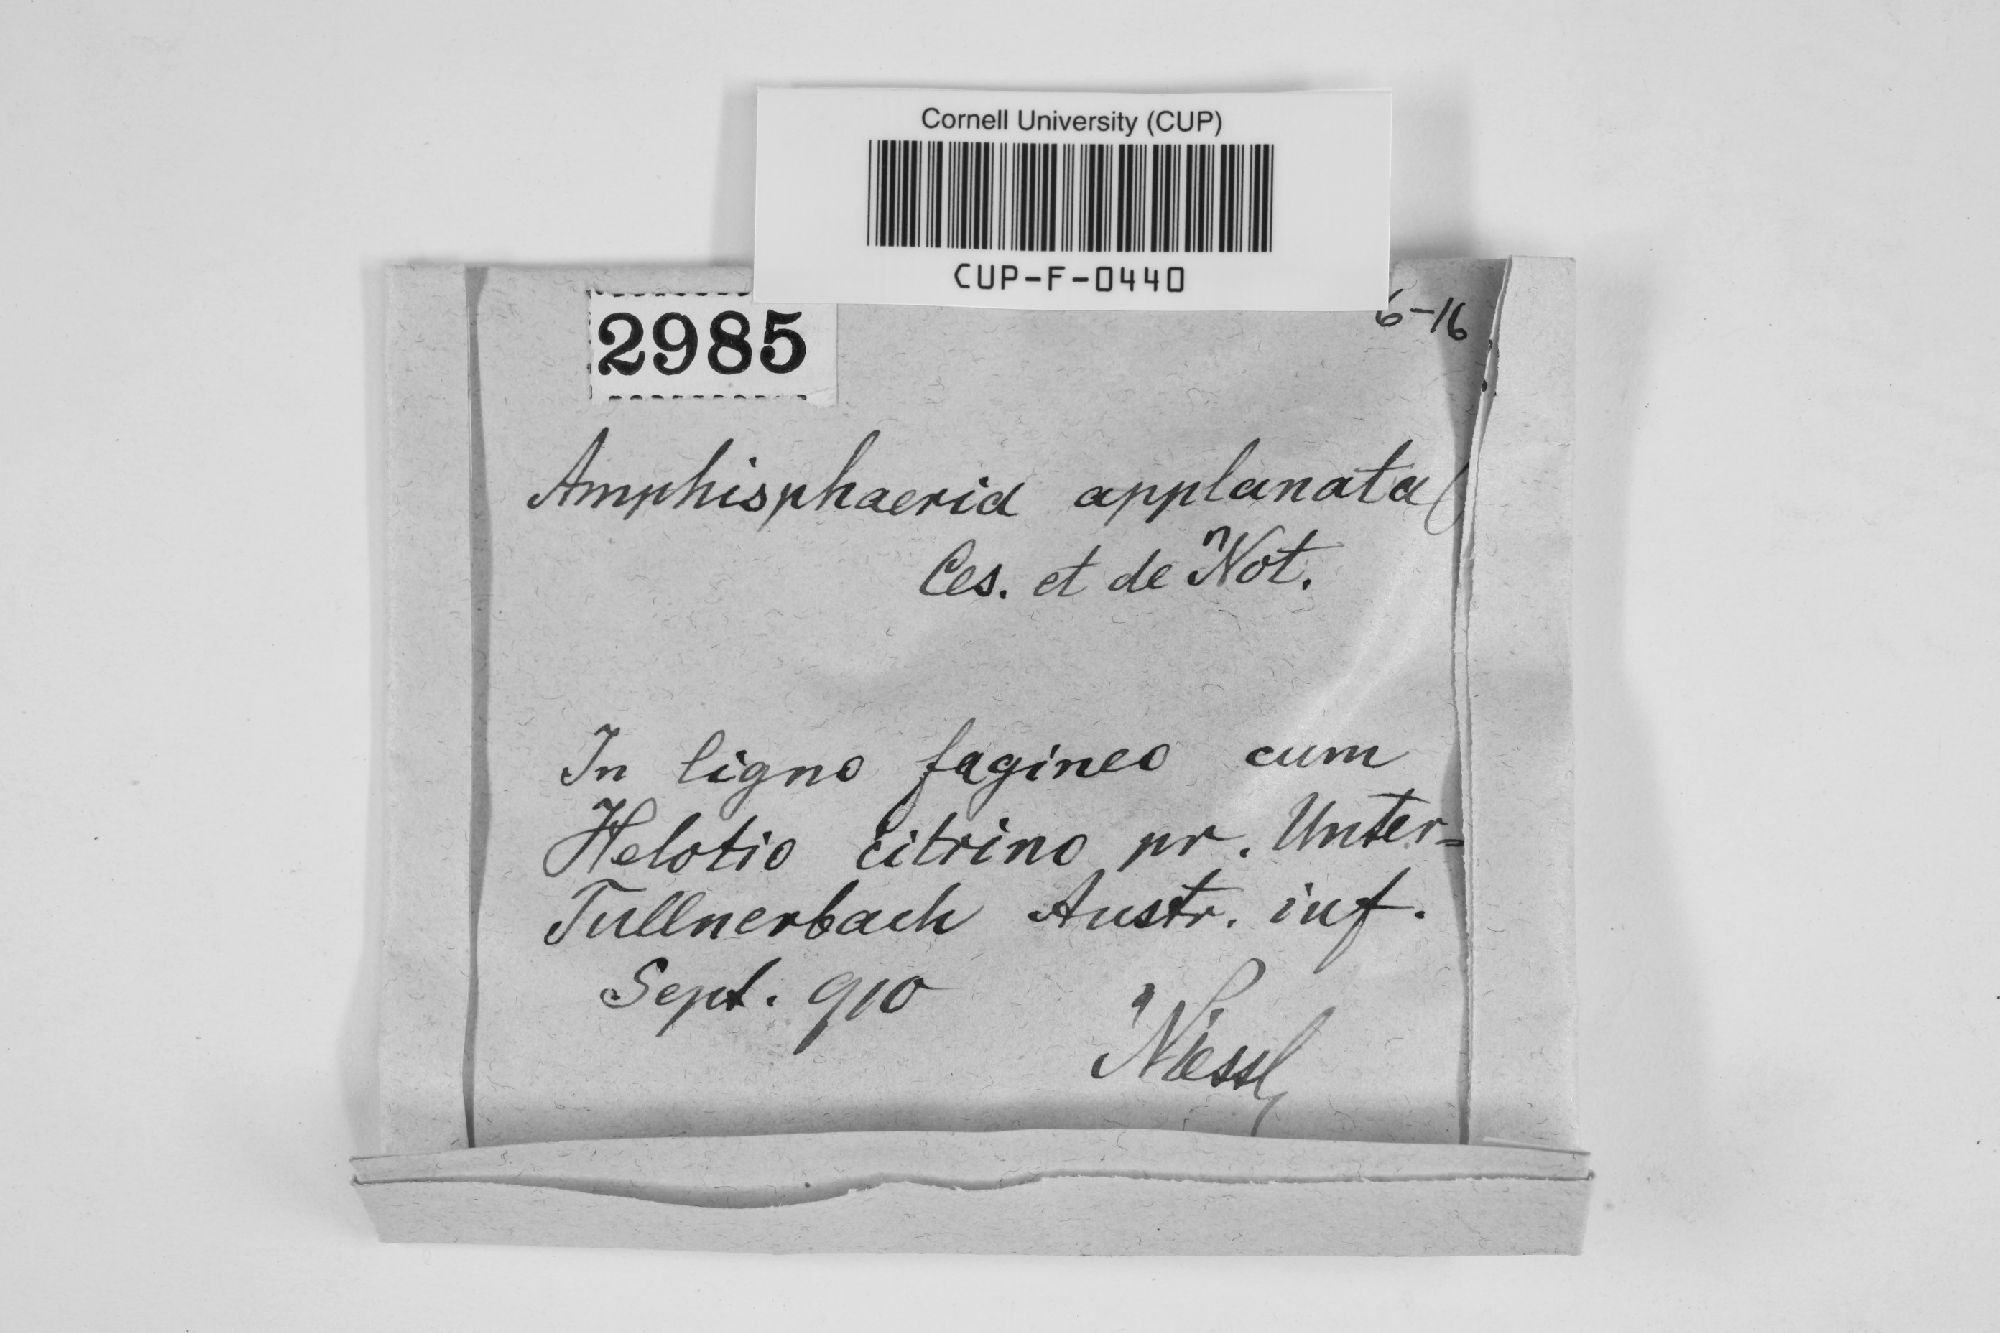 Cornell University (CUP)
CUP-F-0440
2985
6-16
Amphisphaeria applanata
Ces. et de Not.
In ligno fagineo cum
Helotio citrino pr. Unter-
Tullnerbach Austr. inf.
Sept. 910
Niessl